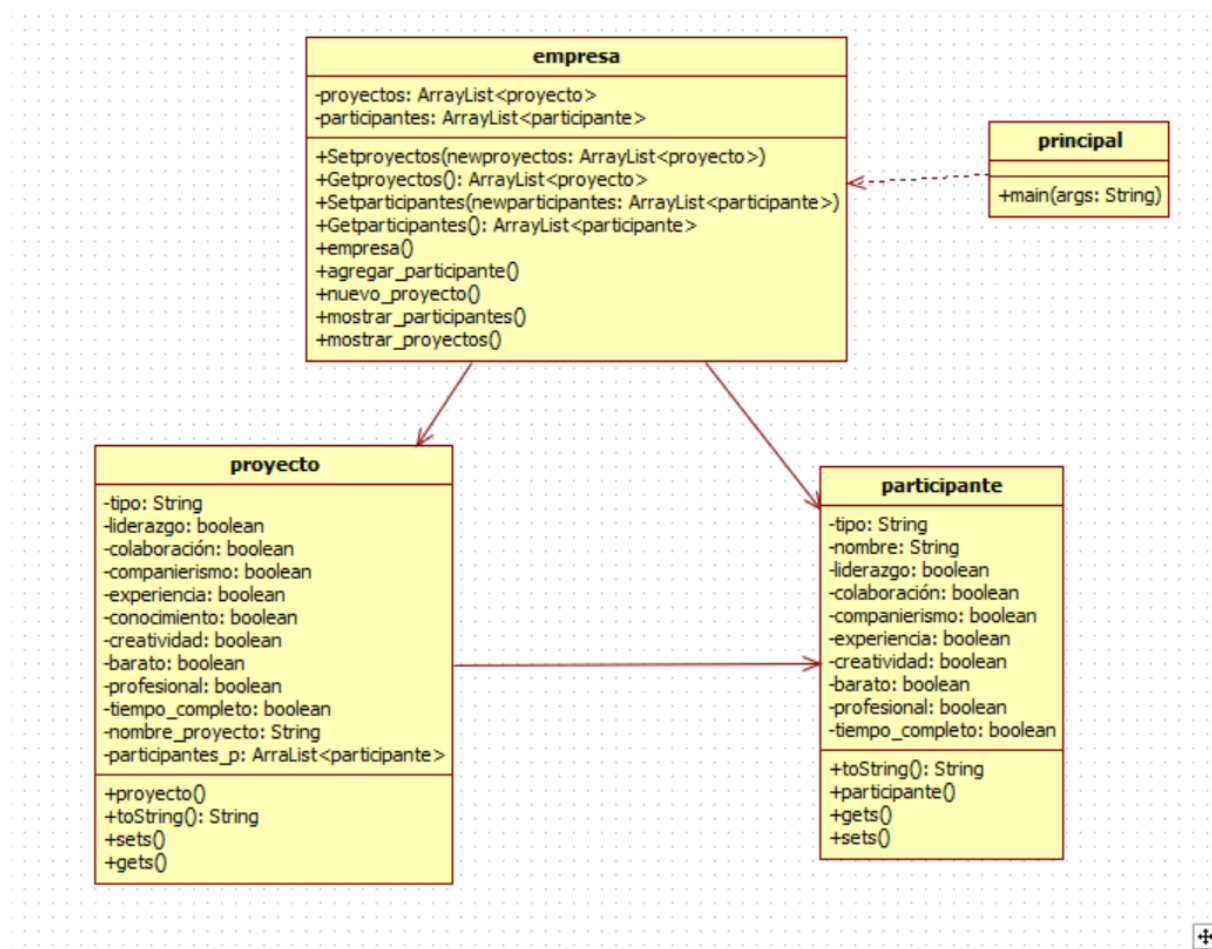 empresa
-proyectos: ArrayList<proyecto>
-participantes: ArrayList<participante>
+Setproyectos(newproyectos: ArrayList<proyecto>)
+Getproyectos(): ArrayList<proyecto>
+Setparticipantes(newparticipantes: ArrayList<participante>)
+Getparticipantes(): ArrayList<participante>
+empresa()
+agregar_participante()
+nuevo_proyecto()
+mostrar_participantes()
+mostrar_proyectos()
principal
+main(args: String)
proyecto
-tipo: String
-liderazgo: boolean
-colaboración: boolean
-companierismo: boolean
-experiencia: boolean
-conocimiento: boolean
-creatividad: boolean
-barato: boolean
-profesional: boolean
-tiempo_completo: boolean
-nombre_proyecto: String
-participantes_p: ArraList<participante>
+proyecto()
+toString(): String
+sets()
+gets()
participante
-tipo: String
-nombre: String
-liderazgo: boolean
-colaboración: boolean
-companierismo: boolean
-experiencia: boolean
-creatividad: boolean
-barato: boolean
-profesional: boolean
-tiempo_completo: boolean
+toString(): String
+participante()
+gets()
+sets()